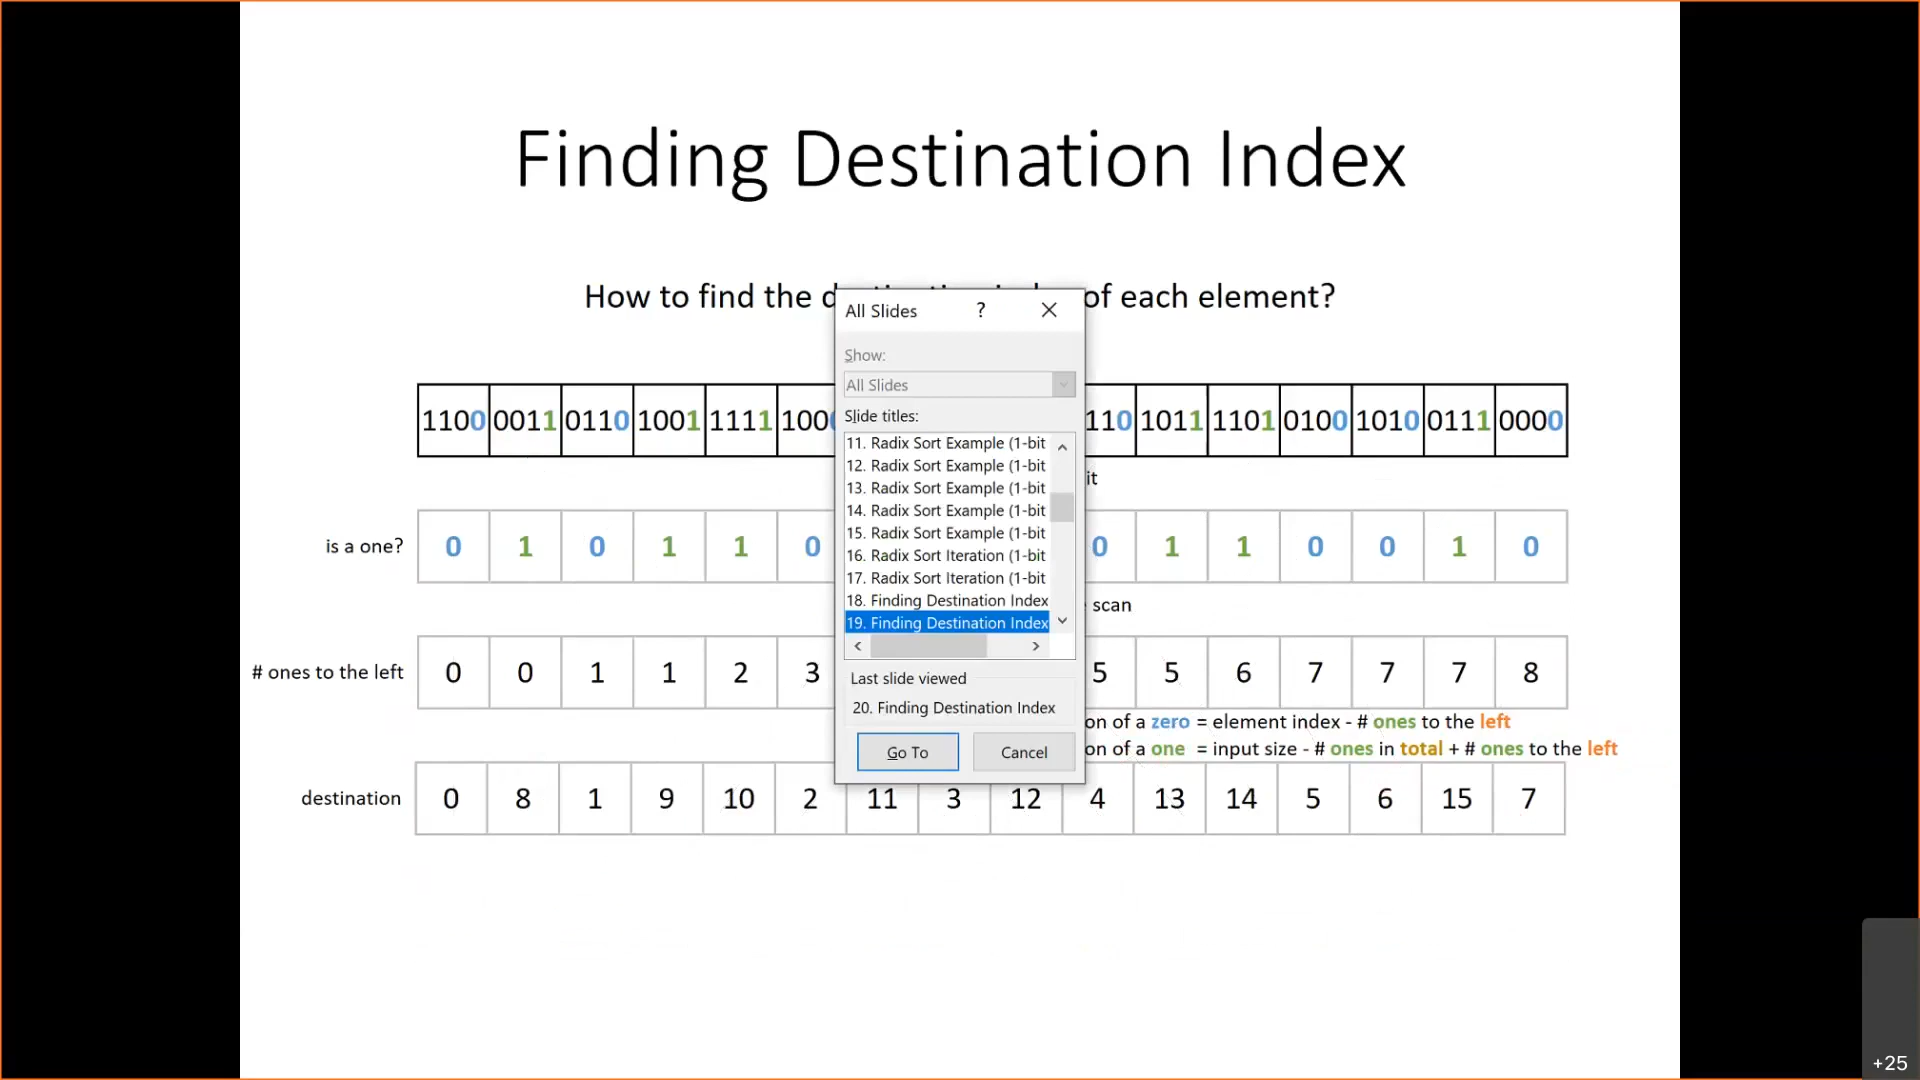 Finding Destination Index
How to find the d of each element?
All Slides ?
Show:
All Slides
Slide titles:
11. Radix Sort Example (1-bit
12. Radix Sort Example (1-bit
13. Radix Sort Example (1-bit
14. Radix Sort Example (1-bit
15. Radix Sort Example (1-bit
16. Radix Sort Iteration (1-bit
17. Radix Sort Iteration (1-bit
18. Finding Destination Index
19. Finding Destination Index
Last slide viewed
20. Finding Destination Index
Go To Cancel
1100 0011 0110 1001 1111 100 110 1011 1101 0100 1010 0111 0000
it
is a one? 0 1 0 1 1 0 0 1 1 0 0 1 0
scan
# ones to the left 0 0 1 1 2 3 5 5 6 7 7 7 8
on of a zero = element index - # ones to the left
on of a one = input size - # ones in total + # ones to the left
destination 0 8 1 9 10 2 11 3 12 4 13 14 5 6 15 7
+25